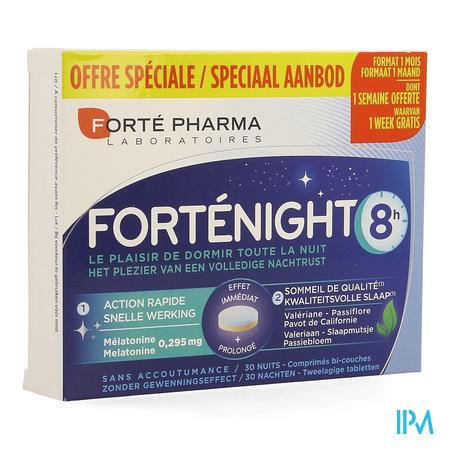 OFFRE SPÉCIALE / SPECIAAL AANBOD
FORMAT 1 MOIS
FORMAAT 1 MAAND
DONT
1 SEMAINE OFFERTE
WAARVAN
1 WEEK GRATIS
FORTÉ PHARMA
LABORATOIRES
FORTÉNIGHT 8h
LE PLAISIR DE DORMIR TOUTE LA NUIT
HET PLEZIER VAN EEN VOLLEDIGE NACHTRUST
1
ACTION RAPIDE
SNELLE WERKING
Mélatonine
Melatonine 0,295 mg
EFFET
IMMÉDIAT
+
PROLONGÉ
2
SOMMEIL DE QUALITÉ(1)
KWALITEITSVOLLE SLAAP(1)
Valériane - Passiflore
Pavot de Californie
Valeriaan - Slaapmutsje
Passiebloem
SANS ACCOUTUMANCE / 30 NUITS - Comprimés bi-couches
ZONDER GEWENNINGSEFFECT / 30 NACHTEN - Tweelagige tabletten
IPM